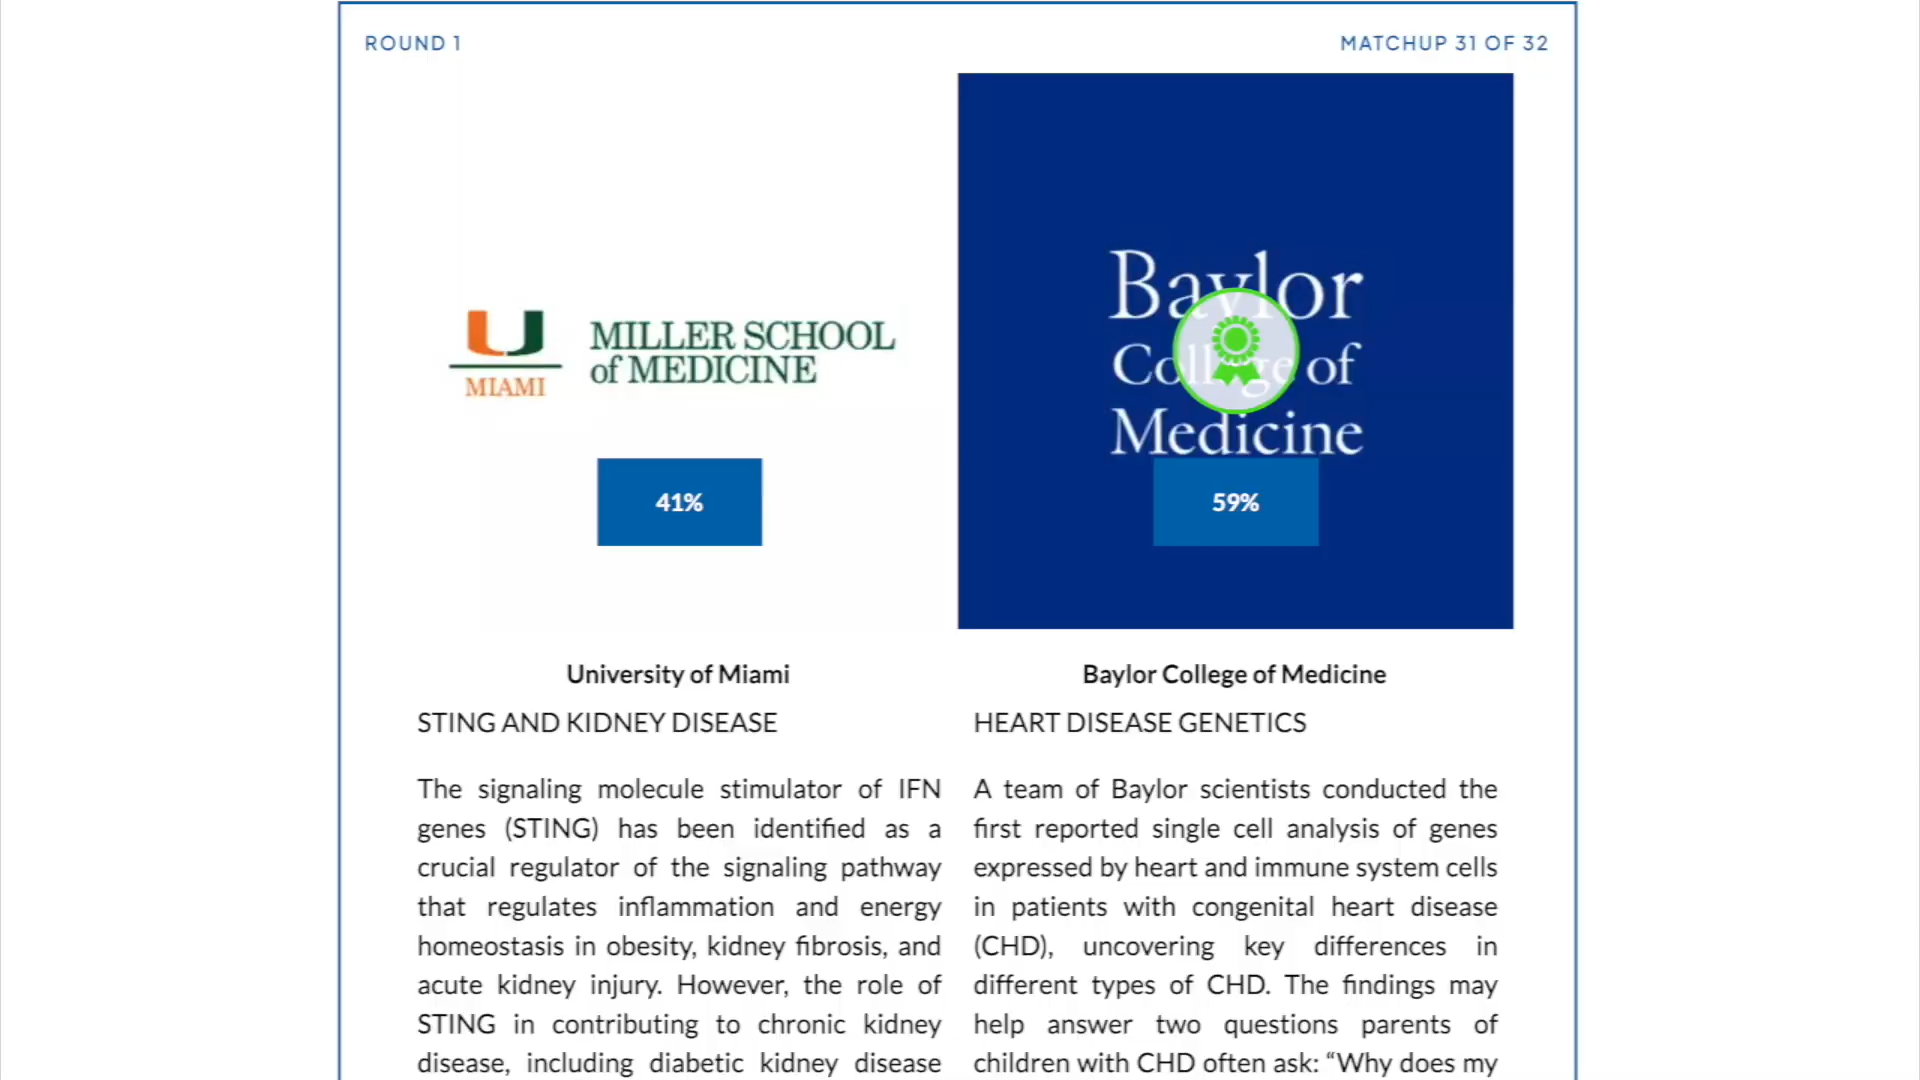 ROUND 1
MATCHUP 31 OF 32
U
MIAMI
MILLER SCHOOL
of MEDICINE
Baylor
College of
Medicine
41%
59%
University of Miami
STING AND KIDNEY DISEASE
The signaling molecule stimulator of IFN
genes (STING) has been identified as a
crucial regulator of the signaling pathway
that regulates inflammation and energy
homeostasis in obesity, kidney fibrosis, and
acute kidney injury. However, the role of
STING in contributing to chronic kidney
disease, including diabetic kidney disease
Baylor College of Medicine
HEART DISEASE GENETICS
A team of Baylor scientists conducted the
first reported single cell analysis of genes
expressed by heart and immune system cells
in patients with congenital heart disease
(CHD), uncovering key differences in
different types of CHD. The findings may
help answer two questions parents of
children with CHD often ask: “Why does my